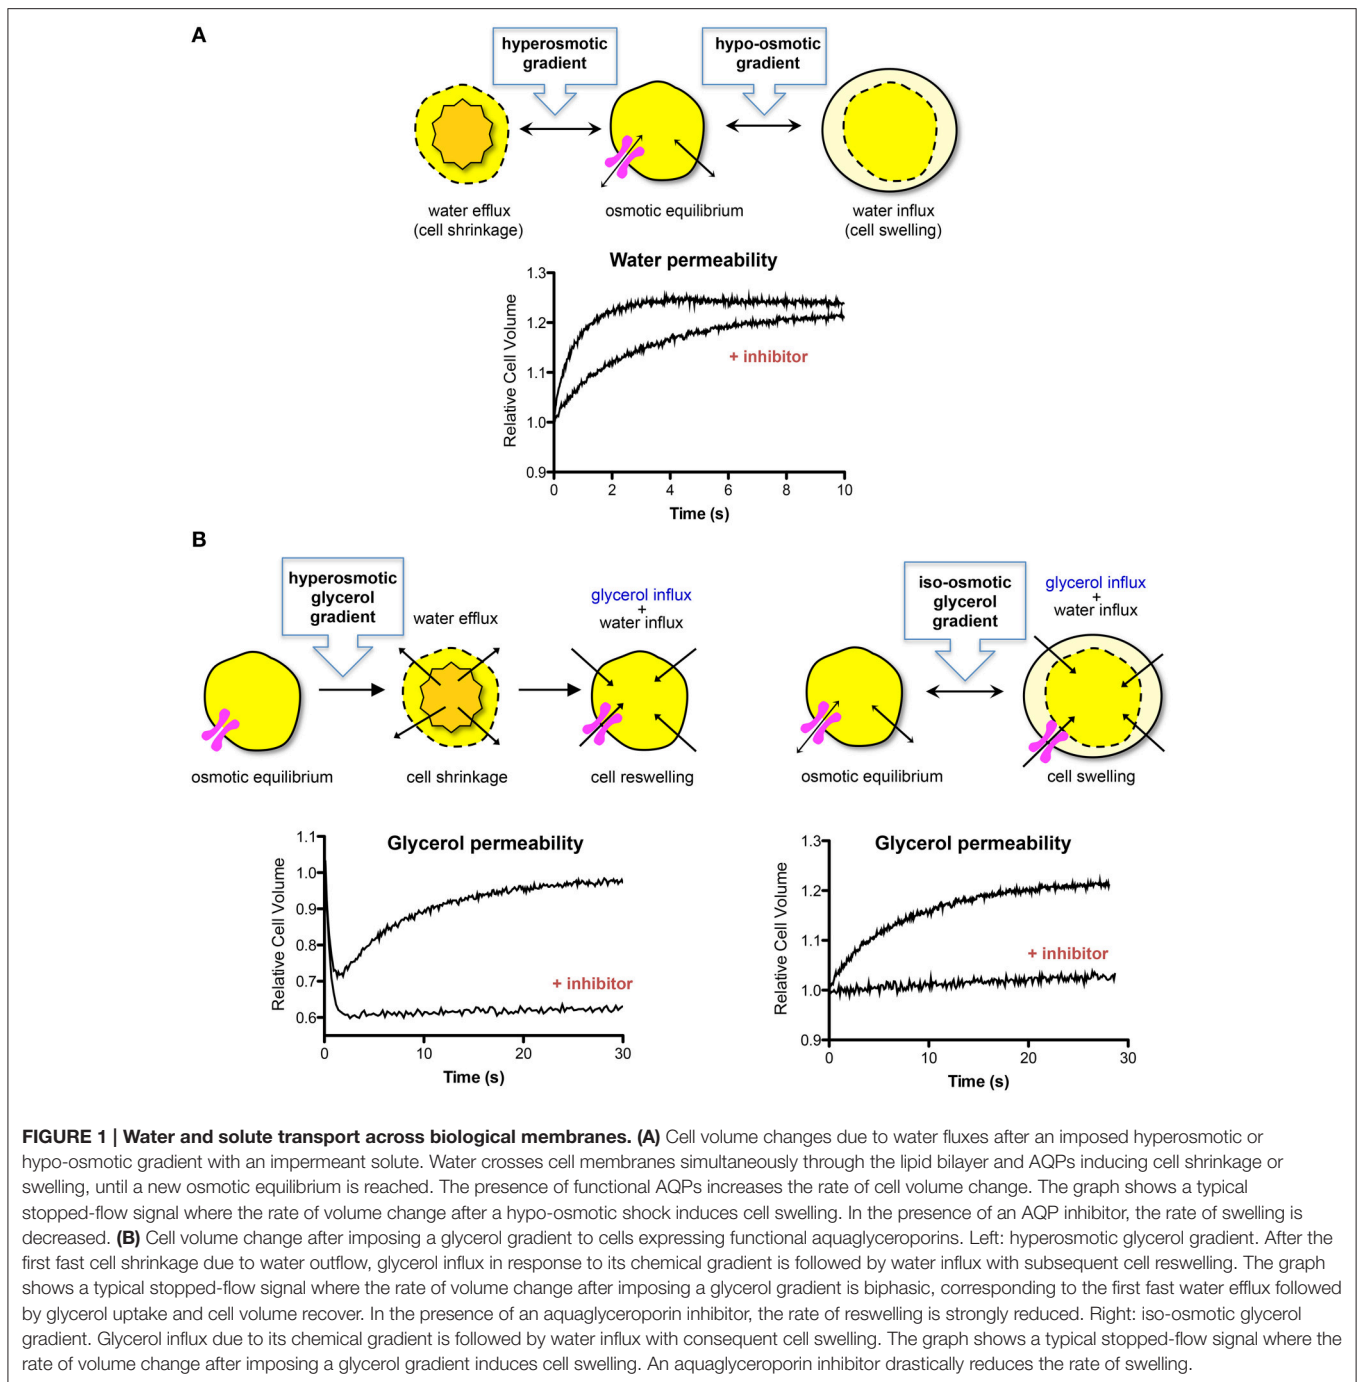 A
hyperosmotic
gradient
hypo-osmotic
gradient
water efflux
(cell shrinkage)
osmotic equilibrium
water influx
(cell swelling)
Water permeability
Relative Cell Volume
1.3
1.2
1.1
1.0
0.9
+ inhibitor
0 2 4 6 8 10
Time (s)
B
hyperosmotic
glycerol
gradient
water efflux
glycerol influx
+
water influx
osmotic equilibrium
cell shrinkage
cell reswelling
iso-osmotic
glycerol
gradient
glycerol influx
+
water influx
osmotic equilibrium
cell swelling
Glycerol permeability
Relative Cell Volume
1.1
1.0
0.9
0.8
0.7
0.6
+ inhibitor
0 10 20 30
Time (s)
Glycerol permeability
Relative Cell Volume
1.3
1.2
1.1
1.0
0.9
+ inhibitor
0 10 20 30
Time (s)
FIGURE 1 | Water and solute transport across biological membranes. (A) Cell volume changes due to water fluxes after an imposed hyperosmotic or
hypo-osmotic gradient with an impermeant solute. Water crosses cell membranes simultaneously through the lipid bilayer and AQPs inducing cell shrinkage or
swelling, until a new osmotic equilibrium is reached. The presence of functional AQPs increases the rate of cell volume change. The graph shows a typical
stopped-flow signal where the rate of volume change after a hypo-osmotic shock induces cell swelling. In the presence of an AQP inhibitor, the rate of swelling is
decreased. (B) Cell volume change after imposing a glycerol gradient to cells expressing functional aquaglyceroporins. Left: hyperosmotic glycerol gradient. After the
first fast cell shrinkage due to water outflow, glycerol influx in response to its chemical gradient is followed by water influx with subsequent cell reswelling. The graph
shows a typical stopped-flow signal where the rate of volume change after imposing a glycerol gradient is biphasic, corresponding to the first fast water efflux followed
by glycerol uptake and cell volume recover. In the presence of an aquaglyceroporin inhibitor, the rate of reswelling is strongly reduced. Right: iso-osmotic glycerol
gradient. Glycerol influx due to its chemical gradient is followed by water influx with consequent cell swelling. The graph shows a typical stopped-flow signal where the
rate of volume change after imposing a glycerol gradient induces cell swelling. An aquaglyceroporin inhibitor drastically reduces the rate of swelling.